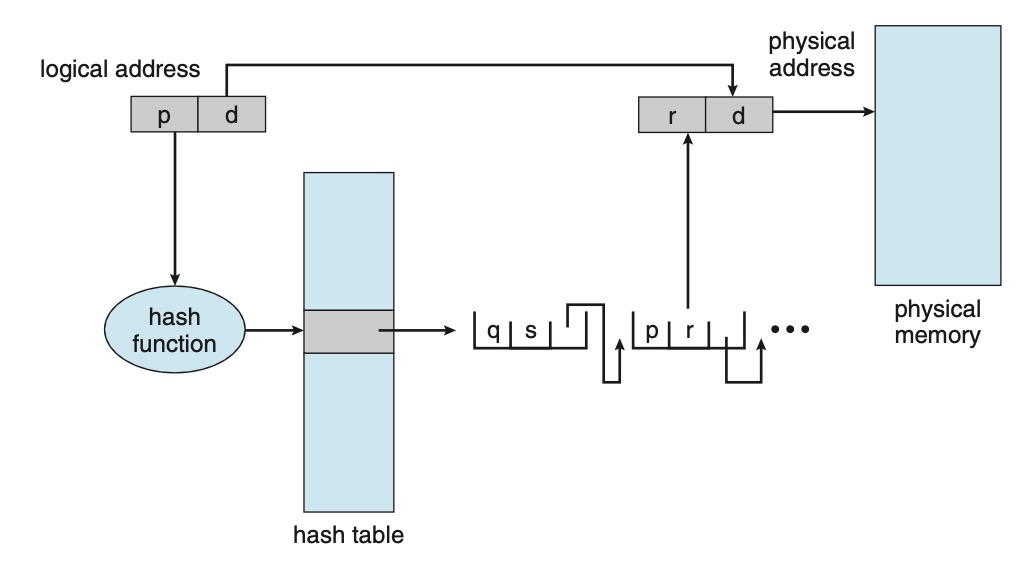 logical address
p d
physical
address
r d
hash
function
q s
p r
•••
physical
memory
hash table